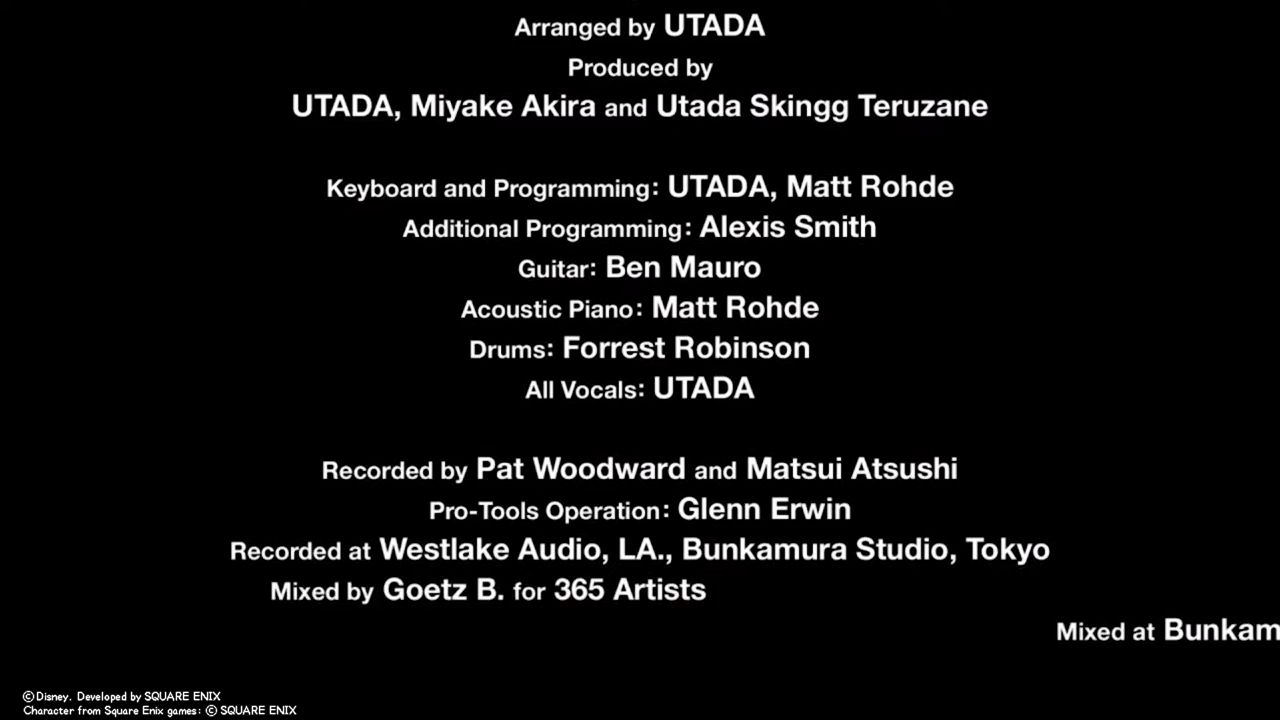 Arranged by UTADA
Produced by
UTADA, Miyake Akira and Utada Skingg Teruzane
Keyboard and Programming: UTADA, Matt Rohde
Additional Programming: Alexis Smith
Guitar: Ben Mauro
Acoustic Piano: Matt Rohde
Drums: Forrest Robinson
All Vocals: UTADA
Recorded by Pat Woodward and Matsui Atsushi
Pro-Tools Operation: Glenn Erwin
Recorded at Westlake Audio, LA., Bunkamura Studio, Tokyo
Mixed by Goetz B. for 365 Artists
Mixed at Bunkam
©Disney. Developed by SQUARE ENIX
Character from Square Enix games: © SQUARE ENIX